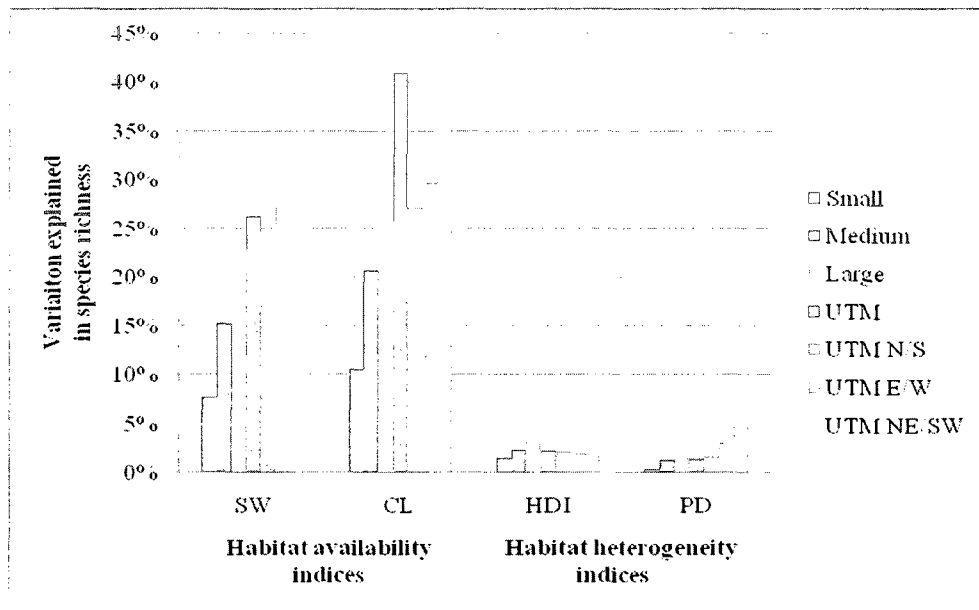 45%
40%
35%
30%
25%
20%
15%
10%
5%
0%
Variaiton explained
in species richness
SW
CL
HDI
PD
Habitat availability
indices
Habitat heterogeneity
indices
Small
Medium
Large
UTM
UTM N/S
UTM E/W
UTM NE/SW